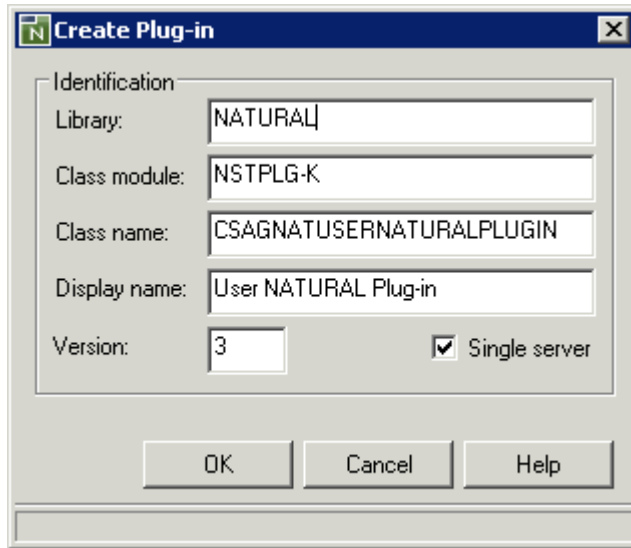 Create Plug-in
Identification
Library: NATURAL
Class module: NSTPLG-K
Class name: CSAGNATUSERNATURALPLUGIN
Display name: User NATURAL Plug-in
Version: 3 Single server
OK Cancel Help